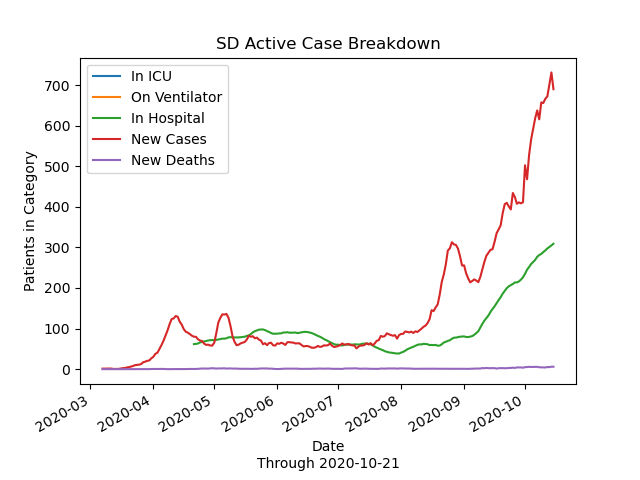 SD Active Case Breakdown
In ICU
On Ventilator
In Hospital
New Cases
New Deaths
Patients in Category
700
600
500
400
300
200
100
0
2020-03
2020-04
2020-05
2020-06
2020-07
2020-08
2020-09
2020-10
Date
Through 2020-10-21